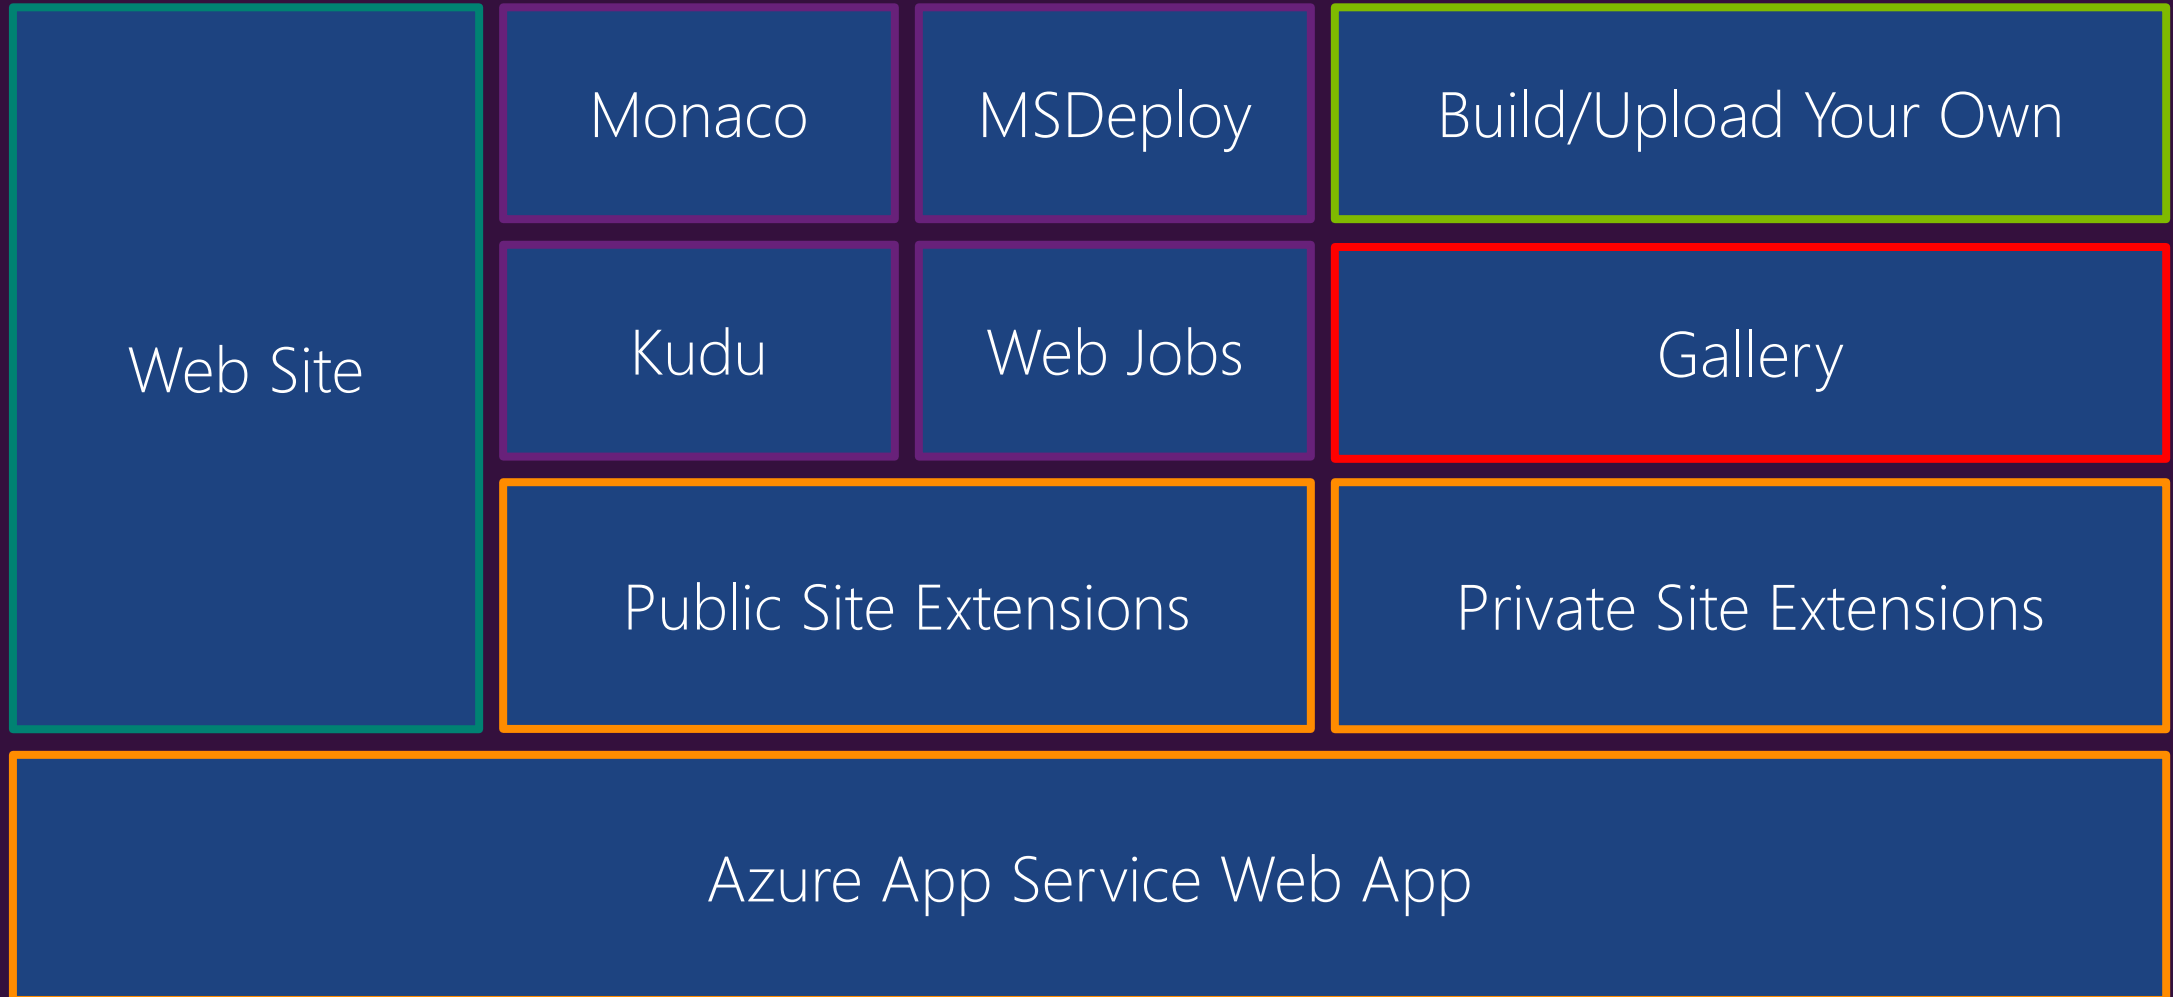 Monaco
MSDeploy
Build/Upload Your Own
Web Site
Kudu
Web Jobs
Gallery
Public Site Extensions
Private Site Extensions
Azure App Service Web App